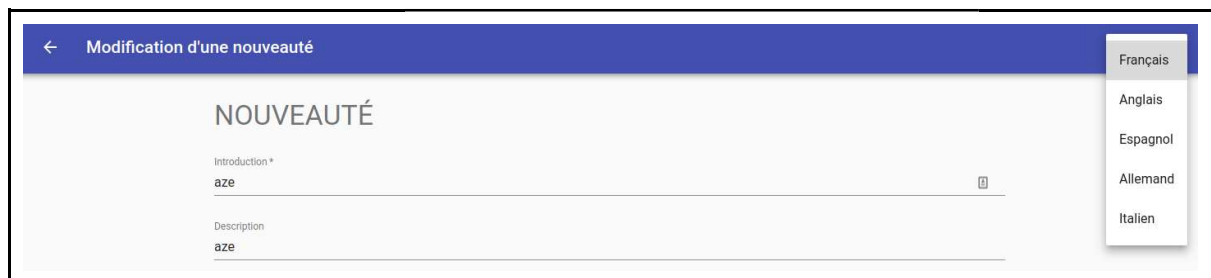 Modification d'une nouveauté
Français
Anglais
Espagnol
Allemand
Italien
NOUVEAUTÉ
Introduction *
aze
Description
aze